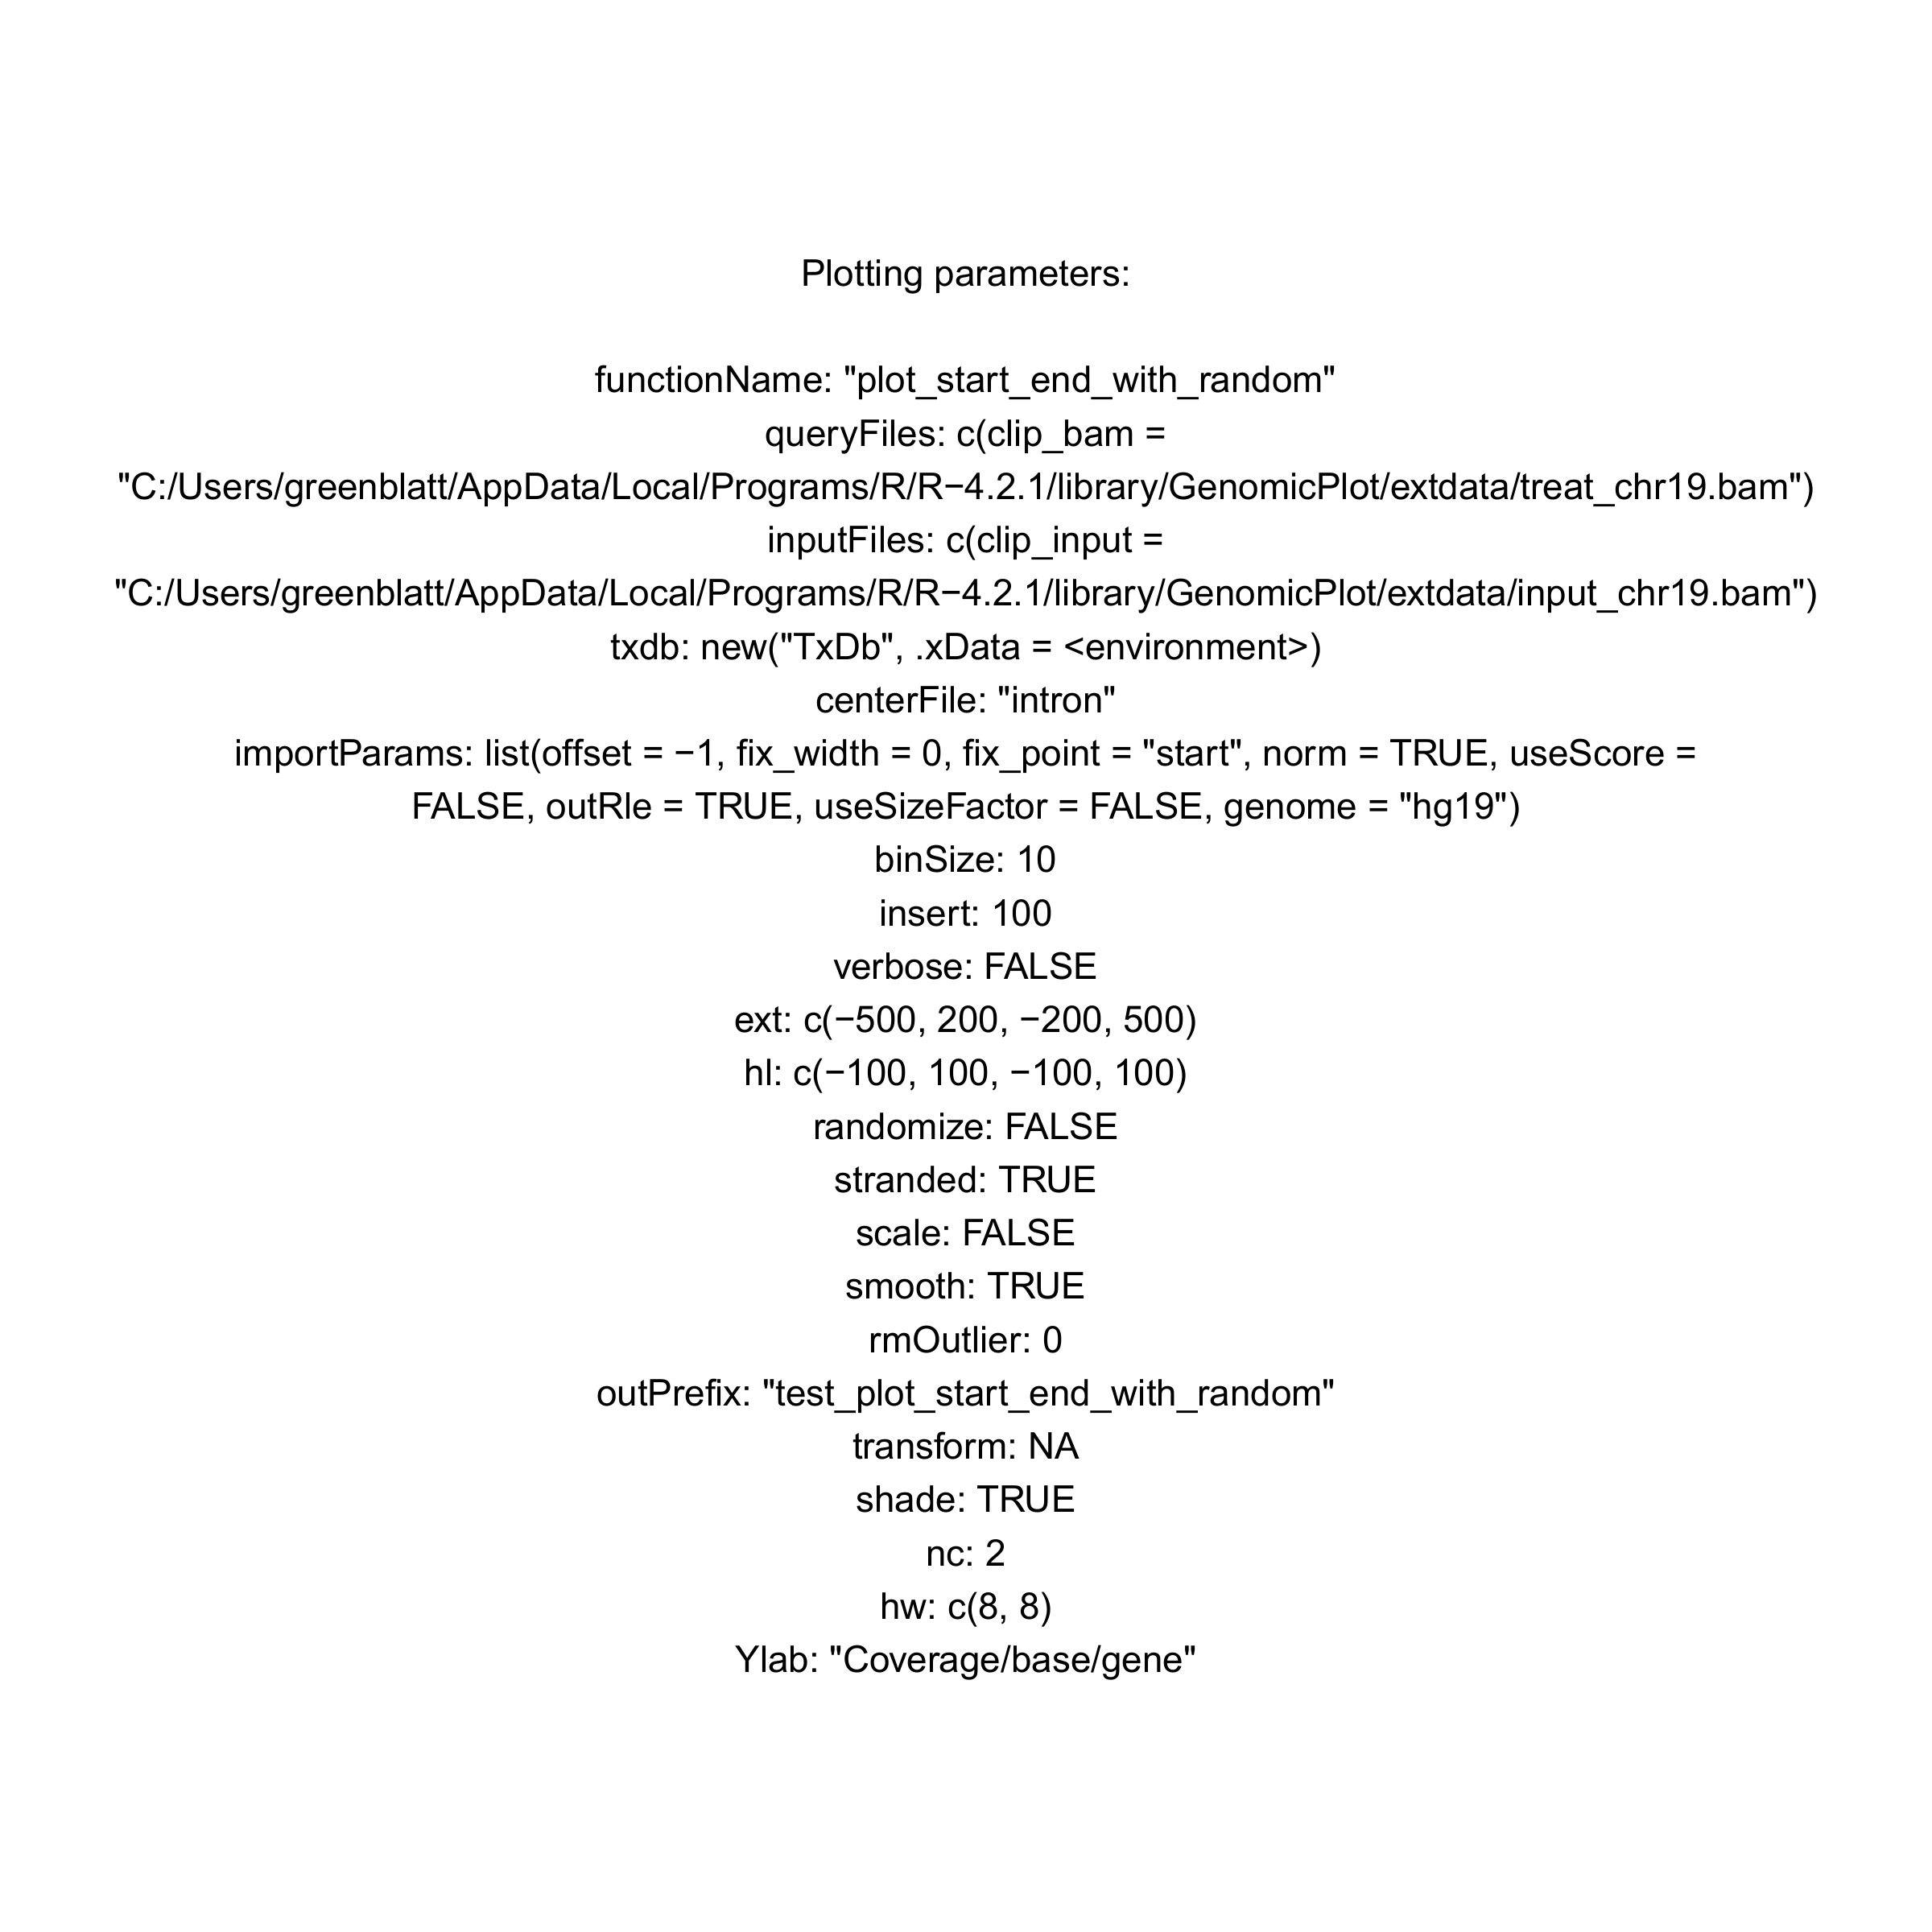 Plotting parameters:
functionName: "plot_start_end_with_random"
queryFiles: c(clip_bam =
"C:/Users/greenblatt/AppData/Local/Programs/R/R−4.2.1/library/GenomicPlot/extdata/treat_chr19.bam")
inputFiles: c(clip_input =
"C:/Users/greenblatt/AppData/Local/Programs/R/R−4.2.1/library/GenomicPlot/extdata/input_chr19.bam")
txdb: new("TxDb", .xData = <environment>)
centerFile: "intron"
importParams: list(offset = −1, fix_width = 0, fix_point = "start", norm = TRUE, useScore =
FALSE, outRle = TRUE, useSizeFactor = FALSE, genome = "hg19")
binSize: 10
insert: 100
verbose: FALSE
ext: c(−500, 200, −200, 500)
hl: c(−100, 100, −100, 100)
randomize: FALSE
stranded: TRUE
scale: FALSE
smooth: TRUE
rmOutlier: 0
outPrefix: "test_plot_start_end_with_random"
transform: NA
shade: TRUE
nc: 2
hw: c(8, 8)
Ylab: "Coverage/base/gene"